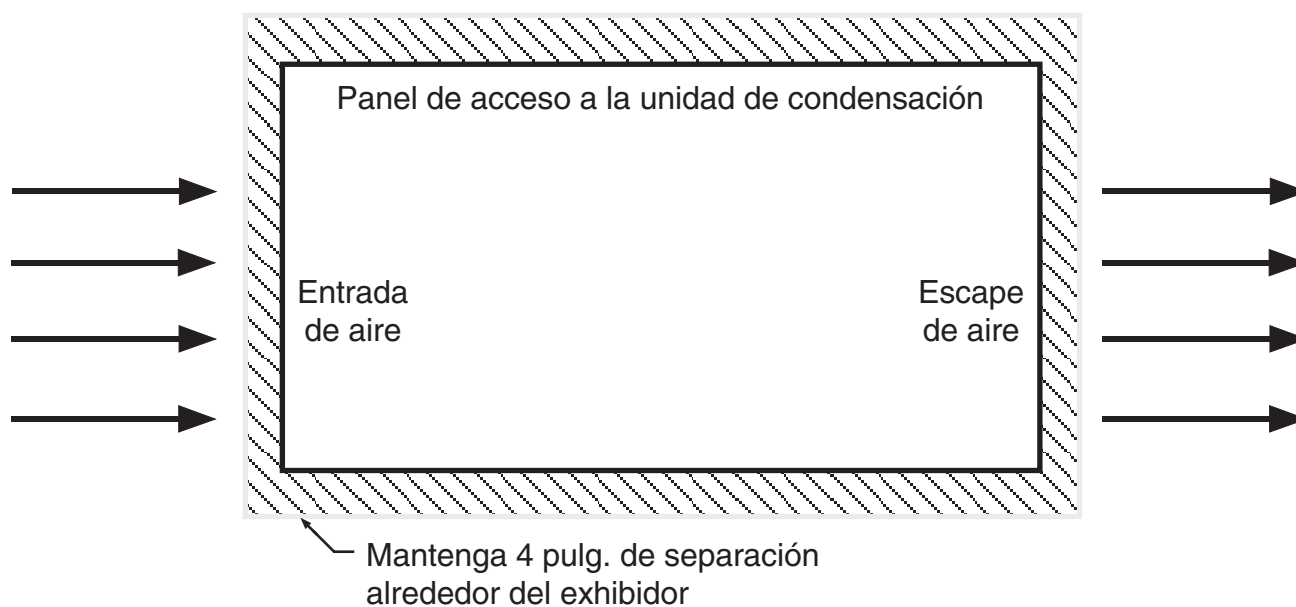 Panel de acceso a la unidad de condensación
Entrada
de aire
Escape
de aire
Mantenga 4 pulg. de separación
alrededor del exhibidor